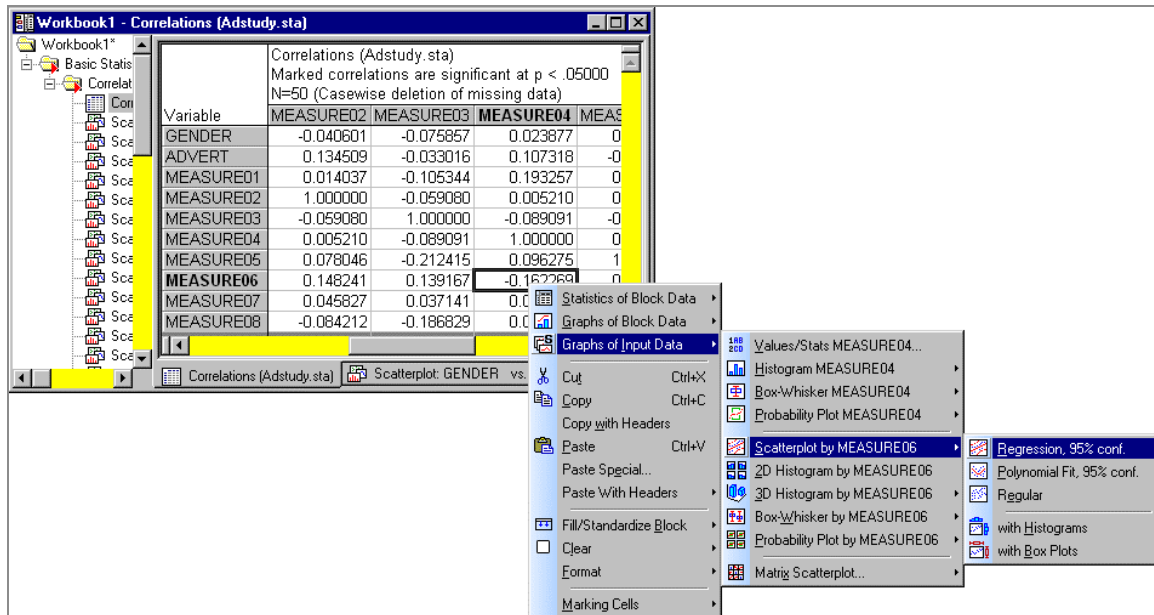 Workbook1 - Correlations (Adstudy.sta)
Workbook1*
Basic Statis
Correlat
Cor
Sca
Sca
Sca
Sca
Sca
Sca
Sca
Sca
Sca
Sca
Sca
Sca
Sca
Correlations (Adstudy.sta)
Marked correlations are significant at p < .05000
N=50 (Casewise deletion of missing data)
Variable MEASURE02 MEASURE03 MEASURE04 MEAS
GENDER -0.040601 -0.075857 0.023877 0
ADVERT 0.134509 -0.033016 0.107318 -0
MEASURE01 0.014037 -0.105344 0.193257 0
MEASURE02 1.000000 -0.059080 0.005210 0
MEASURE03 -0.059080 1.000000 -0.089091 -0
MEASURE04 0.005210 -0.089091 1.000000 0
MEASURE05 0.078046 -0.212415 0.096275 1
MEASURE06 0.148241 0.139167 -0.162269 0
MEASURE07 0.045827 0.037141 0.0
MEASURE08 -0.084212 -0.186829 0.0
Correlations (Adstudy.sta) Scatterplot: GENDER vs.
Statistics of Block Data
Graphs of Block Data
Graphs of Input Data
Cut Ctrl+X
Copy Ctrl+C
Copy with Headers
Paste Ctrl+V
Paste Special...
Paste With Headers
Fill/Standardize Block
Clear
Format
Marking Cells
Values/Stats MEASURE04...
Histogram MEASURE04
Box-Whisker MEASURE04
Probability Plot MEASURE04
Scatterplot by MEASURE06
2D Histogram by MEASURE06
3D Histogram by MEASURE06
Box-Whisker by MEASURE06
Probability Plot by MEASURE06
Matrix Scatterplot...
Regression, 95% conf.
Polynomial Fit, 95% conf.
Regular
with Histograms
with Box Plots